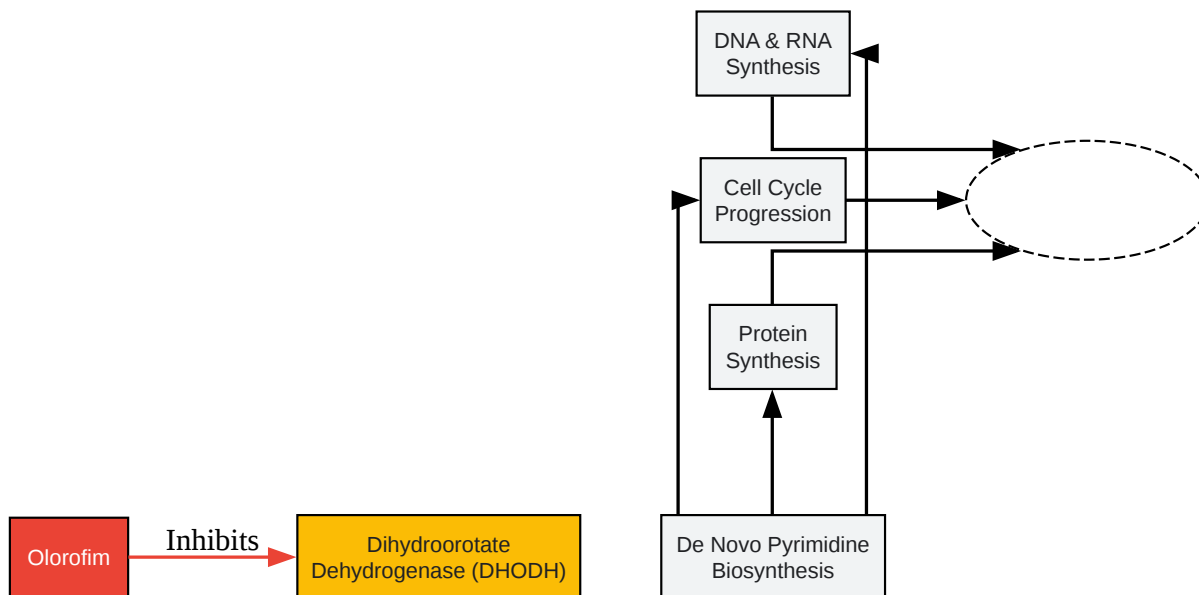 DNA & RNA
Synthesis
Cell Cycle
Progression
Protein
Synthesis
Olorofim
Inhibits
Dihydroorotate
Dehydrogenase (DHODH)
De Novo Pyrimidine
Biosynthesis